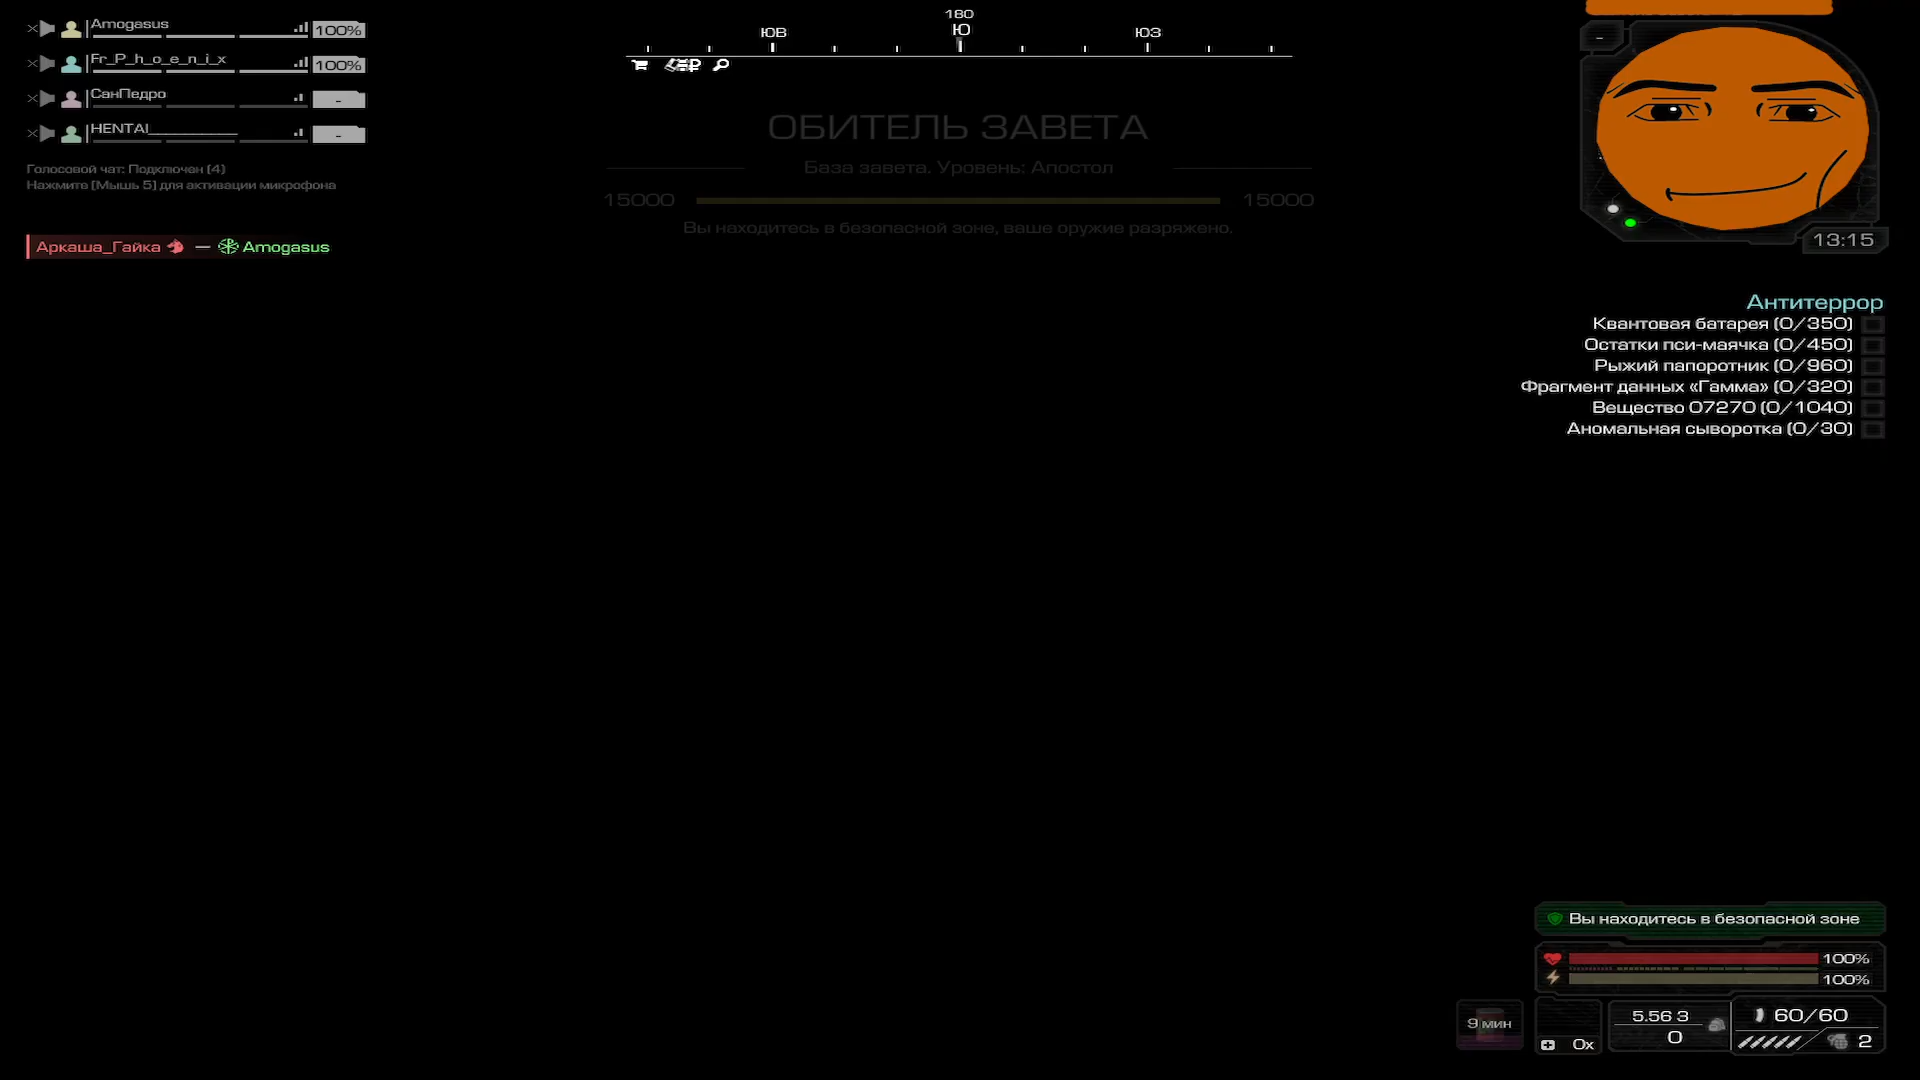 Amogasus 100%
Fr_P_h_o_e_n_i_x 100%
СанПедро -
HENTAI___________ -
Голосовой чат: Подключен (4)
Нажмите [Мышь 5] для активации микрофона
Аркаша_Гайка — Amogasus
180
ЮВ Ю ЮЗ
ОБИТЕЛЬ ЗАВЕТА
База завета. Уровень: Апостол
15000 15000
Вы находитесь в безопасной зоне, ваше оружие разряжено.
-
13:15
Антитеррор
Квантовая батарея (0/350)
Остатки пси-маячка (0/450)
Рыжий папоротник (0/960)
Фрагмент данных «Гамма» (0/320)
Вещество 07270 (0/1040)
Аномальная сыворотка (0/30)
Вы находитесь в безопасной зоне
100%
100%
9 мин
0x
5.56 3
0
60/60
2